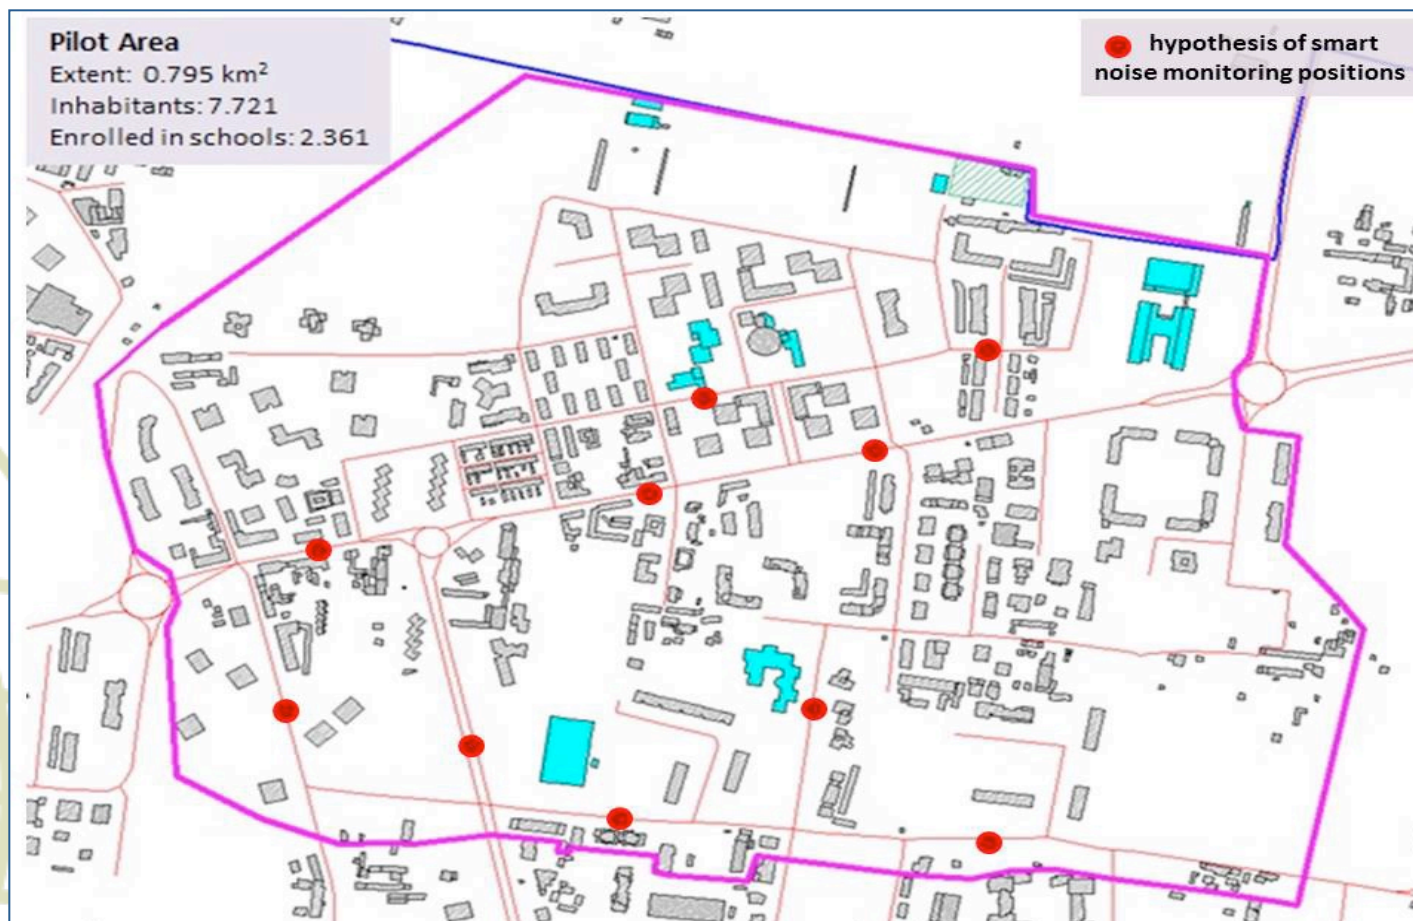 Pilot Area
Extent: 0.795 km²
Inhabitants: 7.721
Enrolled in schools: 2.361
hypothesis of smart
noise monitoring positions